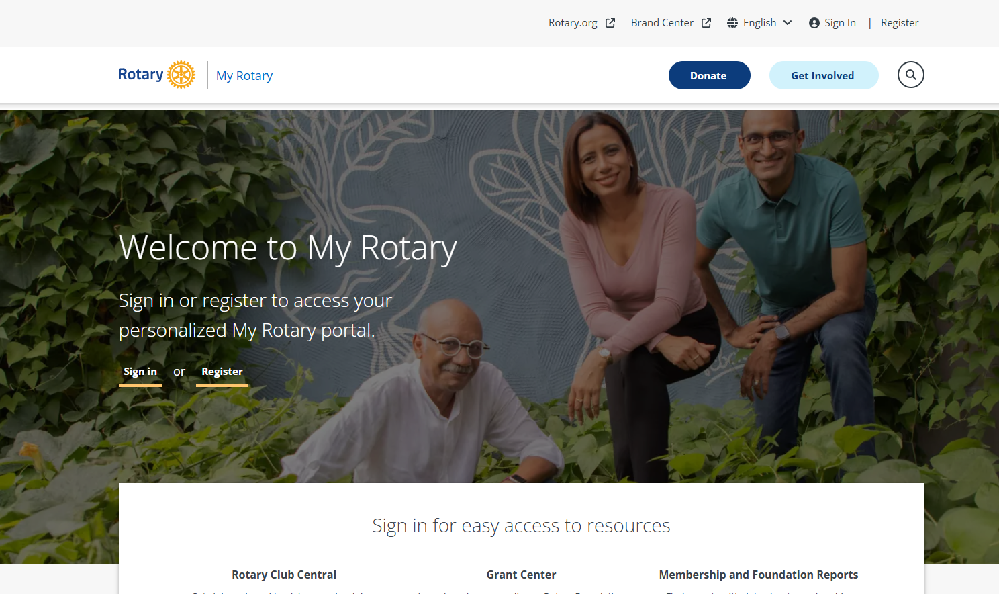 Rotary.org
Brand Center
English
Sign In
|
Register
Rotary
My Rotary
Donate
Get Involved
Welcome to My Rotary
Sign in or register to access your
personalized My Rotary portal.
Sign in or Register
Sign in for easy access to resources
Rotary Club Central
Grant Center
Membership and Foundation Reports